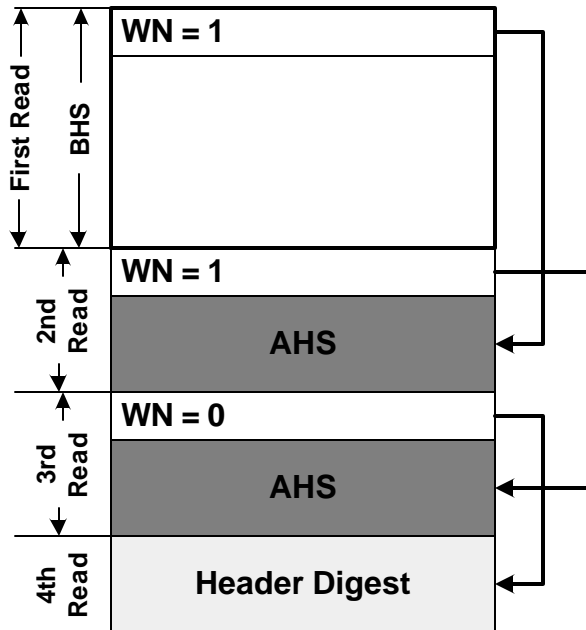 First Read
BHS
WN = 1
2nd
Read
WN = 1
AHS
3rd
Read
WN = 0
AHS
4th
Read
Header Digest